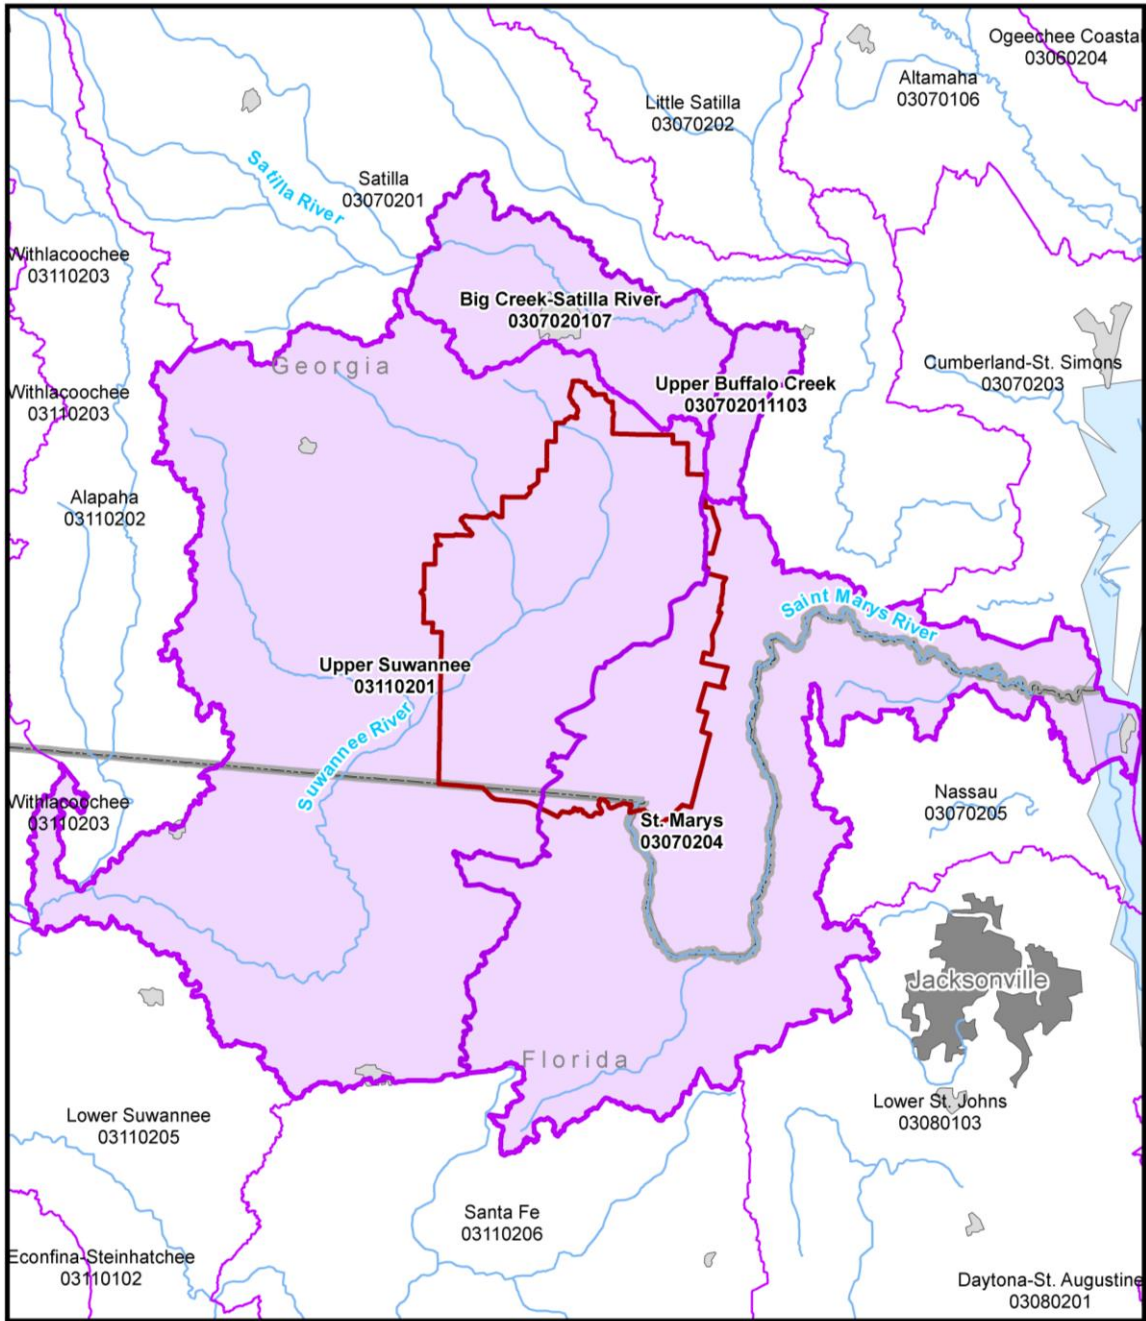 Ogeechee Coastal
03060204
Altamaha
03070106
Little Satilla
03070202
Satilla River
Satilla
03070201
Withlacoochee
03110203
Big Creek-Satilla River
0307020107
Georgia
Cumberland-St. Simons
03070203
Upper Buffalo Creek
030702011103
Withlacoochee
03110203
Alapaha
03110202
Saint Marys River
Upper Suwannee
03110201
Suwannee River
Withlacoochee
03110203
St. Marys
03070204
Nassau
03070205
Jacksonville
Florida
Lower Suwannee
03110205
Lower St. Johns
03080103
Santa Fe
03110206
Econfina-Steinhatchee
03110102
Daytona-St. Augustine
03080201